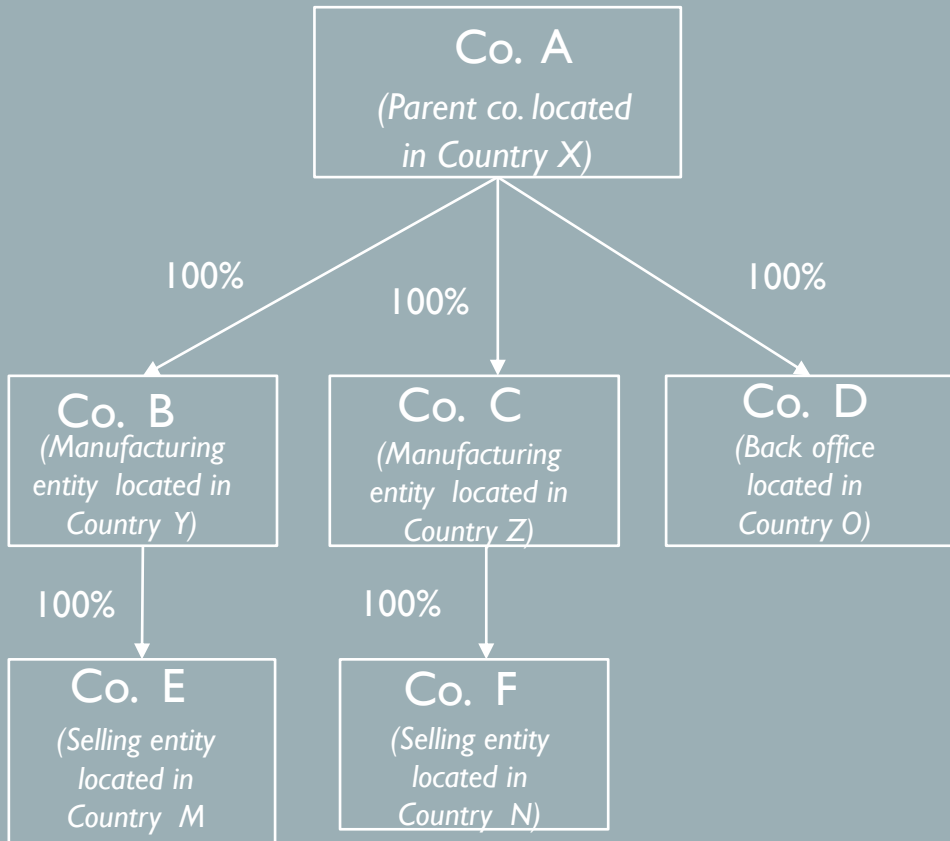 Co. A
(Parent co. located
in Country X)
100%
100%
100%
Co. B
(Manufacturing
entity located in
Country Y)
Co. C
(Manufacturing
entity located in
Country Z)
Co. D
(Back office
located in
Country O)
100%
100%
Co. E
(Selling entity
located in
Country M
Co. F
(Selling entity
located in
Country N)